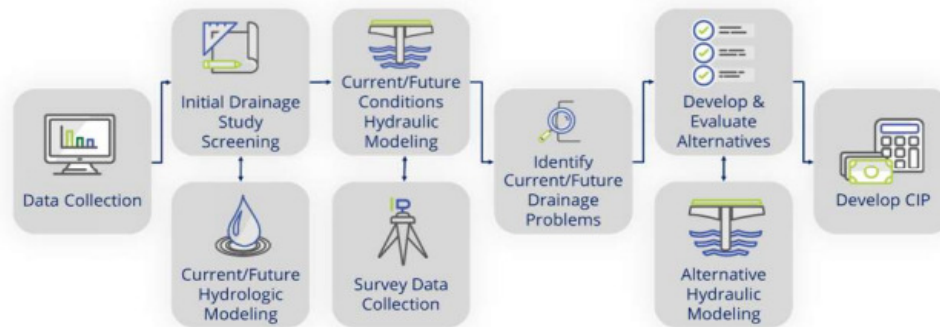 Data Collection
Initial Drainage
Study
Screening
Current/Future
Hydrologic
Modeling
Current/Future
Conditions
Hydraulic
Modeling
Survey Data
Collection
Identify
Current/Future
Drainage
Problems
Develop &
Evaluate
Alternatives
Alternative
Hydraulic
Modeling
Develop CIP